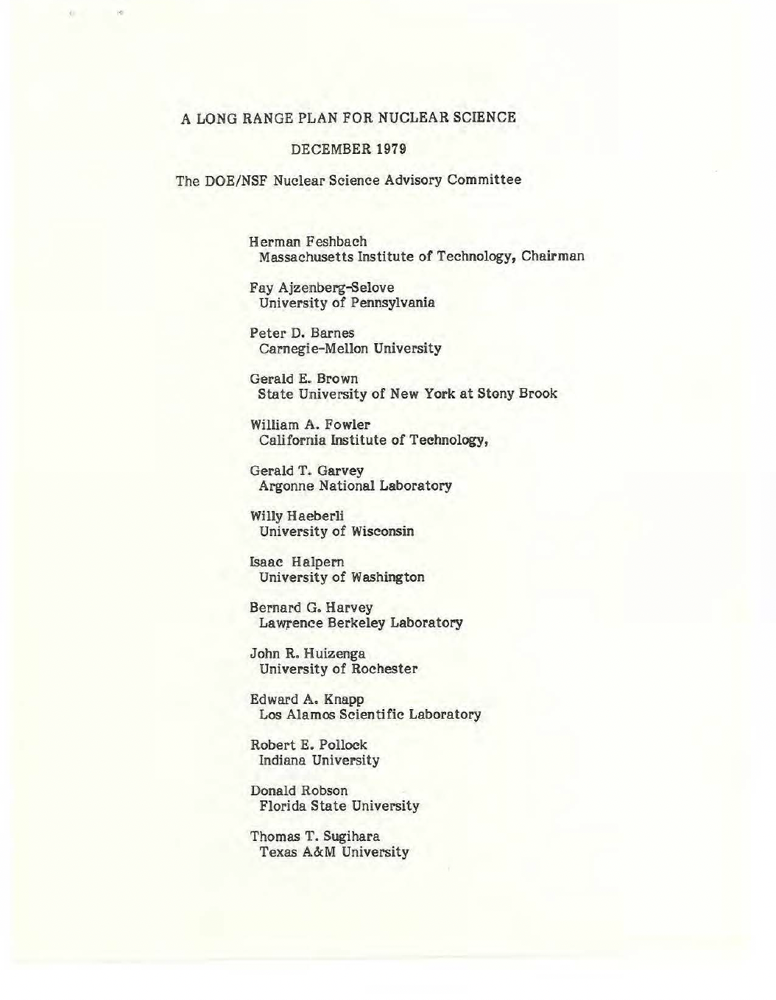 A LONG RANGE PLAN FOR NUCLEAR SCIENCE
DECEMBER 1979
The DOE/NSF Nuclear Science Advisory Committee
Herman Feshbach
Massachusetts Institute of Technology, Chairman
Fay Ajzenberg-Selove
University of Pennsylvania
Peter D. Barnes
Carnegie-Mellon University
Gerald E. Brown
State University of New York at Stony Brook
William A. Fowler
California Institute of Technology,
Gerald T. Garvey
Argonne National Laboratory
Willy Haeberli
University of Wisconsin
Isaac Halpern
University of Washington
Bernard G. Harvey
Lawrence Berkeley Laboratory
John R. Huizenga
University of Rochester
Edward A. Knapp
Los Alamos Scientific Laboratory
Robert E. Pollock
Indiana University
Donald Robson
Florida State University
Thomas T. Sugihara
Texas A&M University